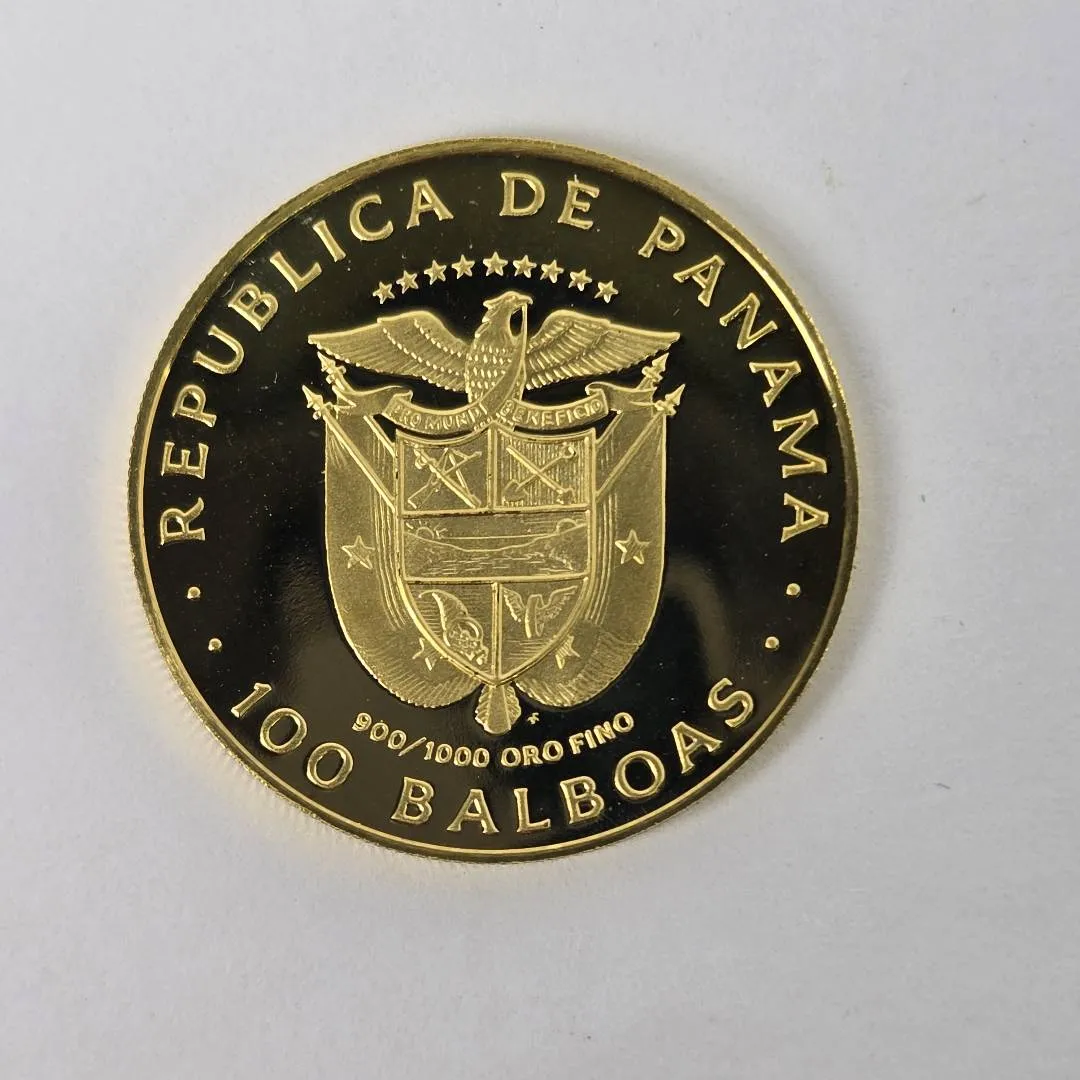 REPUBLICA DE PANAMA
PRO MUNDI BENEFICIO
900/1000 ORO FINO
100 BALBOAS